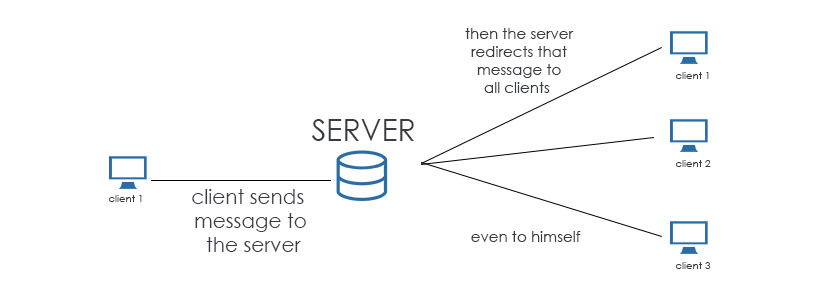 then the server
redirects that
message to
all clients
client 1
SERVER
client 2
client 1
client sends
message to
the server
even to himself
client 3